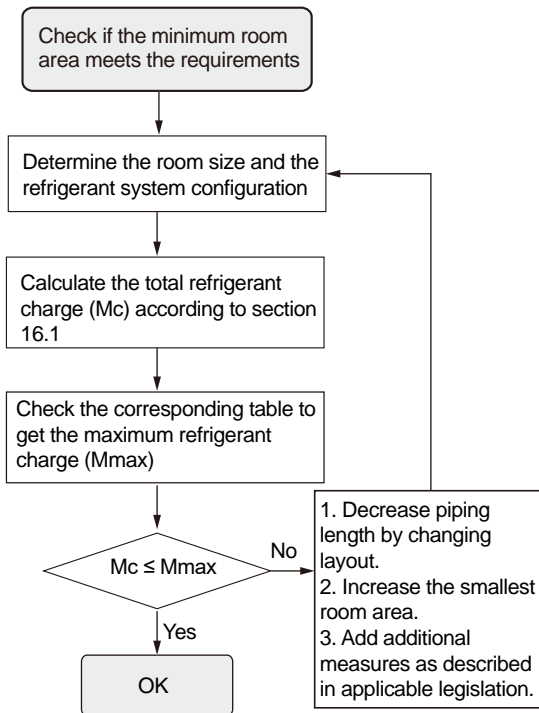 Check if the minimum room
area meets the requirements
Determine the room size and the
refrigerant system configuration
Calculate the total refrigerant
charge (Mc) according to section
16.1
Check the corresponding table to
get the maximum refrigerant
charge (Mmax)
Mc ≤ Mmax
No
Yes
OK
1. Decrease piping
length by changing
layout.
2. Increase the smallest
room area.
3. Add additional
measures as described
in applicable legislation.